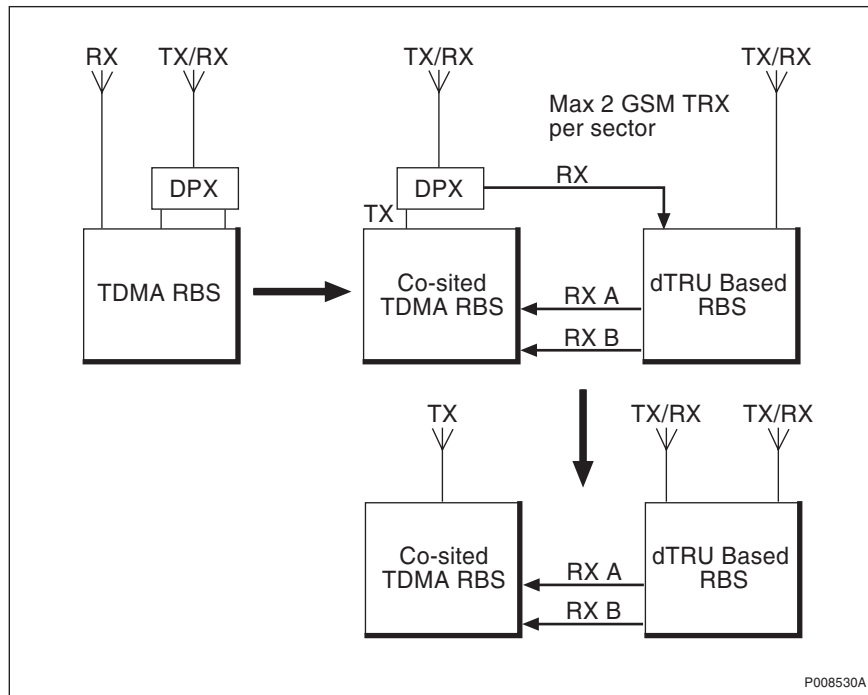 RX
TX/RX
TX/RX
TX/RX
Max 2 GSM TRX
per sector
DPX
DPX
RX
TX
TDMA RBS
Co-sited
TDMA RBS
dTRU Based
RBS
RX A
RX B
TX
TX/RX
TX/RX
Co-sited
TDMA RBS
dTRU Based
RBS
RX A
RX B
P008530A